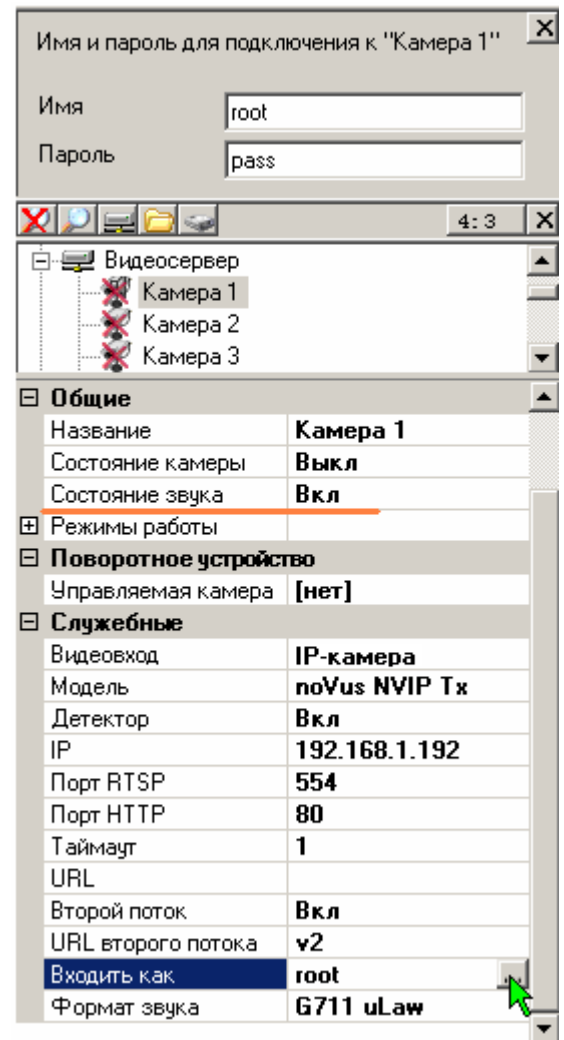 Имя и пароль для подключения к "Камера 1"
Имя root
Пароль pass
4: 3
Видеосервер
Камера 1
Камера 2
Камера 3
Общие
Название Камера 1
Состояние камеры Выкл
Состояние звука Вкл
Режимы работы
Поворотное устройство
Управляемая камера [нет]
Служебные
Видеовход IP-камера
Модель noVus NVIP Tx
Детектор Вкл
IP 192.168.1.192
Порт RTSP 554
Порт HTTP 80
Таймаут 1
URL
Второй поток Вкл
URL второго потока v2
Входить как root ...
Формат звука G711 uLaw